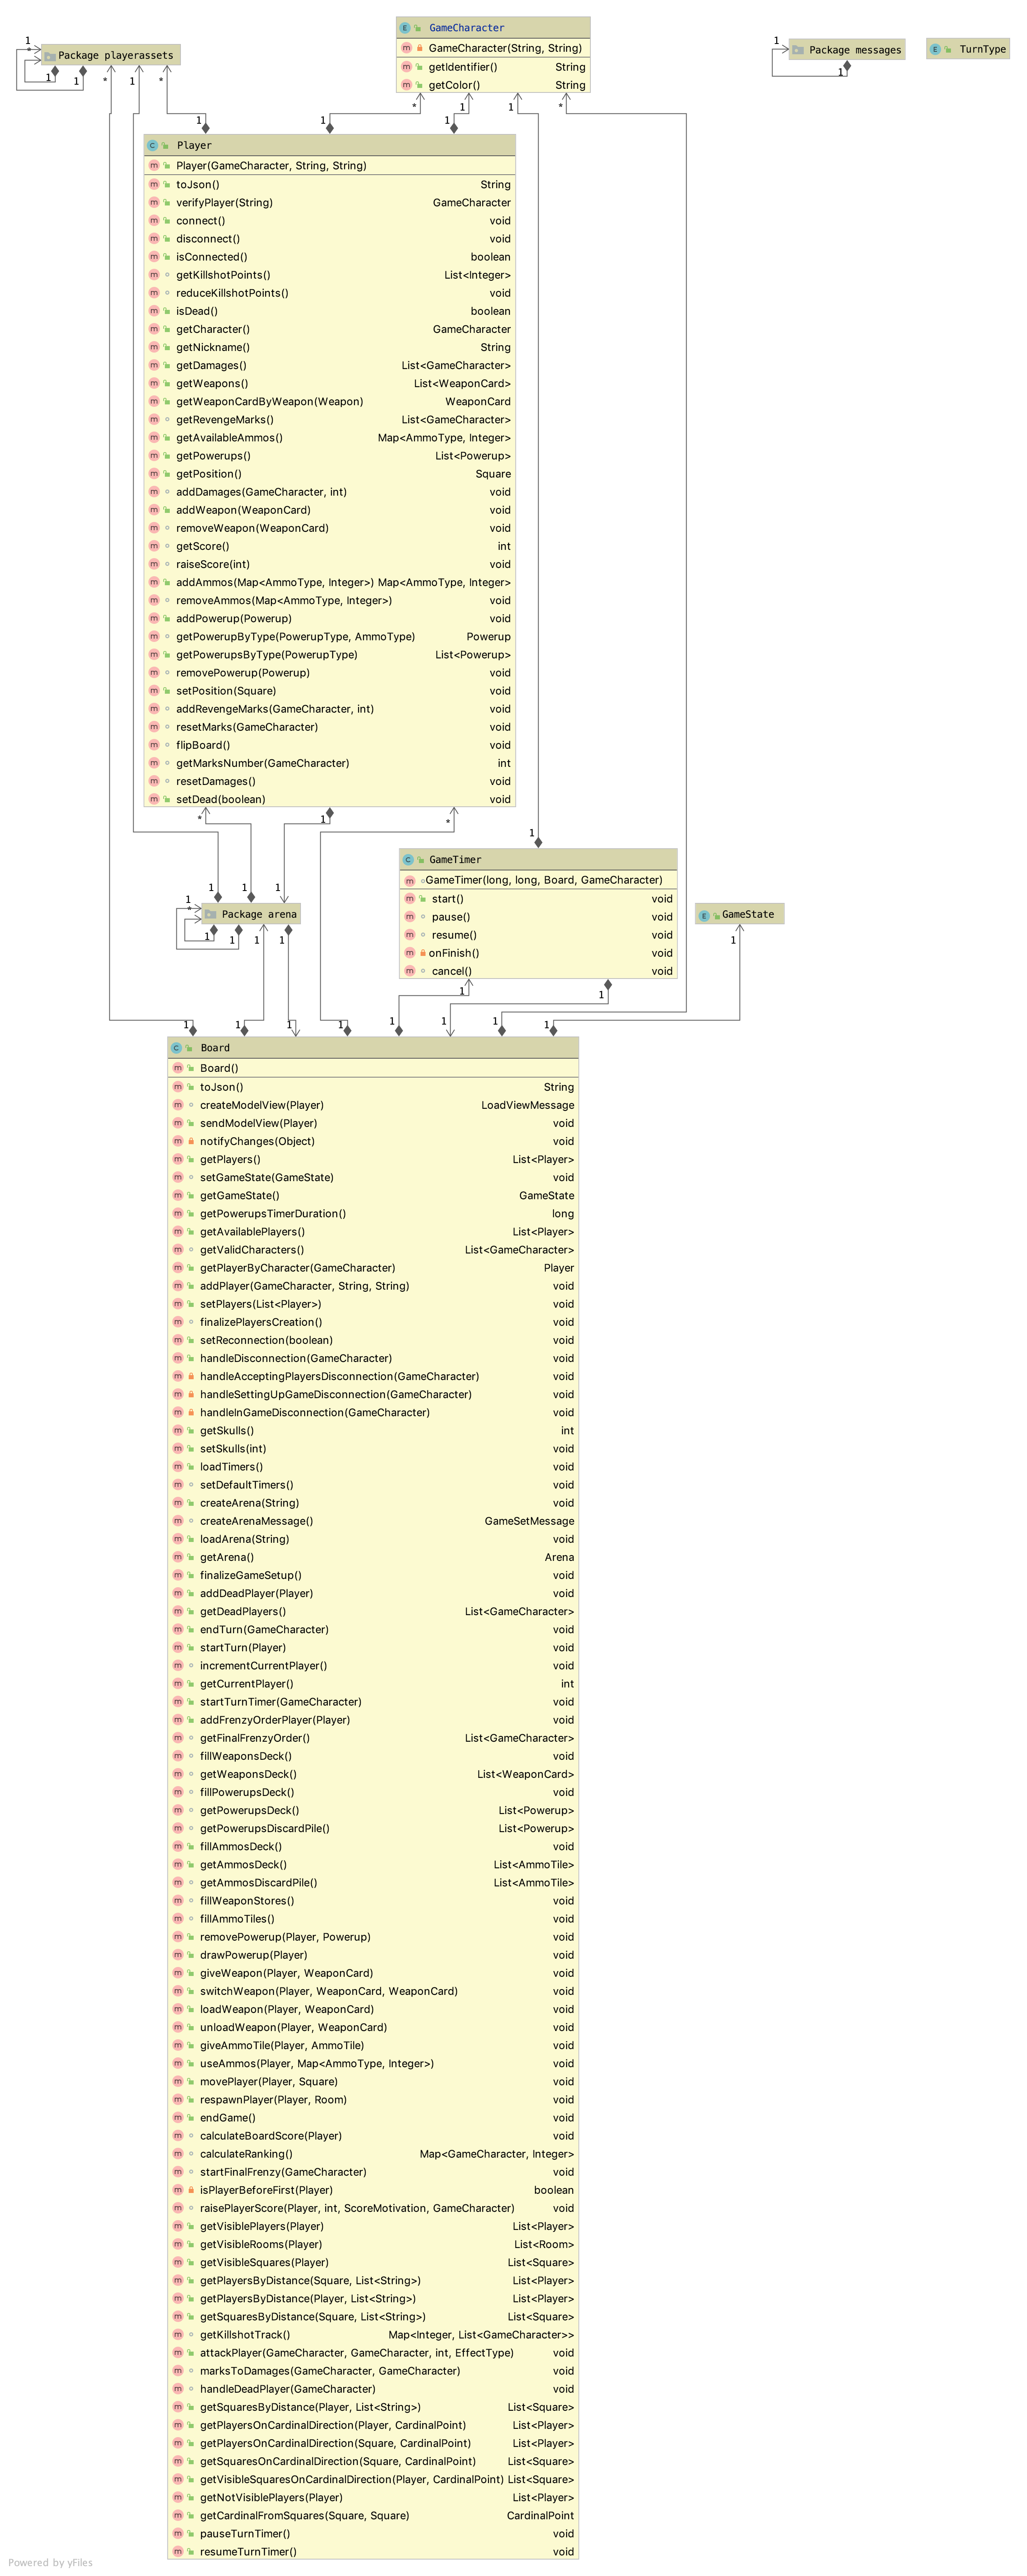 Package playerassets
GameCharacter
GameCharacter(String, String)
getIdentifier() String
getColor() String
Package messages
TurnType
Player
Player(GameCharacter, String, String)
toJson() String
verifyPlayer(String) GameCharacter
connect() void
disconnect() void
isConnected() boolean
getKillshotPoints() List<Integer>
reduceKillshotPoints() void
isDead() boolean
getCharacter() GameCharacter
getNickname() String
getDamages() List<GameCharacter>
getWeapons() List<WeaponCard>
getWeaponCardByWeapon(Weapon) WeaponCard
getRevengeMarks() List<GameCharacter>
getAvailableAmmos() Map<AmmoType, Integer>
getPowerups() List<Powerup>
getPosition() Square
addDamages(GameCharacter, int) void
addWeapon(WeaponCard) void
removeWeapon(WeaponCard) void
getScore() int
raiseScore(int) void
addAmmos(Map<AmmoType, Integer>) Map<AmmoType, Integer>
removeAmmos(Map<AmmoType, Integer>) void
addPowerup(Powerup) void
getPowerupByType(PowerupType, AmmoType) Powerup
getPowerupsByType(PowerupType) List<Powerup>
removePowerup(Powerup) void
setPosition(Square) void
addRevengeMarks(GameCharacter, int) void
resetMarks(GameCharacter) void
flipBoard() void
getMarksNumber(GameCharacter) int
resetDamages() void
setDead(boolean) void
GameTimer
GameTimer(long, long, Board, GameCharacter)
start() void
pause() void
resume() void
onFinish() void
cancel() void
Package arena
GameState
Board
Board()
toJson() String
createModelView(Player) LoadViewMessage
sendModelView(Player) void
notifyChanges(Object) void
getPlayers() List<Player>
setGameState(GameState) void
getGameState() GameState
getPowerupsTimerDuration() long
getAvailablePlayers() List<Player>
getValidCharacters() List<GameCharacter>
getPlayerByCharacter(GameCharacter) Player
addPlayer(GameCharacter, String, String) void
setPlayers(List<Player>) void
finalizePlayersCreation() void
setReconnection(boolean) void
handleDisconnection(GameCharacter) void
handleAcceptingPlayersDisconnection(GameCharacter) void
handleSettingUpGameDisconnection(GameCharacter) void
handleInGameDisconnection(GameCharacter) void
getSkulls() int
setSkulls(int) void
loadTimers() void
setDefaultTimers() void
createArena(String) void
createArenaMessage() GameSetMessage
loadArena(String) void
getArena() Arena
finalizeGameSetup() void
addDeadPlayer(Player) void
getDeadPlayers() List<GameCharacter>
endTurn(GameCharacter) void
startTurn(Player) void
incrementCurrentPlayer() void
getCurrentPlayer() int
startTurnTimer(GameCharacter) void
addFrenzyOrderPlayer(Player) void
getFinalFrenzyOrder() List<GameCharacter>
fillWeaponsDeck() void
getWeaponsDeck() List<WeaponCard>
fillPowerupsDeck() void
getPowerupsDeck() List<Powerup>
getPowerupsDiscardPile() List<Powerup>
fillAmmosDeck() void
getAmmosDeck() List<AmmoTile>
getAmmosDiscardPile() List<AmmoTile>
fillWeaponStores() void
fillAmmoTiles() void
removePowerup(Player, Powerup) void
drawPowerup(Player) void
giveWeapon(Player, WeaponCard) void
switchWeapon(Player, WeaponCard, WeaponCard) void
loadWeapon(Player, WeaponCard) void
unloadWeapon(Player, WeaponCard) void
giveAmmoTile(Player, AmmoTile) void
useAmmos(Player, Map<AmmoType, Integer>) void
movePlayer(Player, Square) void
respawnPlayer(Player, Room) void
endGame() void
calculateBoardScore(Player) void
calculateRanking() Map<GameCharacter, Integer>
startFinalFrenzy(GameCharacter) void
isPlayerBeforeFirst(Player) boolean
raisePlayerScore(Player, int, ScoreMotivation, GameCharacter) void
getVisiblePlayers(Player) List<Player>
getVisibleRooms(Player) List<Room>
getVisibleSquares(Player) List<Square>
getPlayersByDistance(Square, List<String>) List<Player>
getPlayersByDistance(Player, List<String>) List<Player>
getSquaresByDistance(Square, List<String>) List<Square>
getKillshotTrack() Map<Integer, List<GameCharacter>>
attackPlayer(GameCharacter, GameCharacter, int, EffectType) void
marksToDamages(GameCharacter, GameCharacter) void
handleDeadPlayer(GameCharacter) void
getSquaresByDistance(Player, List<String>) List<Square>
getPlayersOnCardinalDirection(Player, CardinalPoint) List<Player>
getPlayersOnCardinalDirection(Square, CardinalPoint) List<Player>
getSquaresOnCardinalDirection(Square, CardinalPoint) List<Square>
getVisibleSquaresOnCardinalDirection(Player, CardinalPoint) List<Square>
getNotVisiblePlayers(Player) List<Player>
getCardinalFromSquares(Square, Square) CardinalPoint
pauseTurnTimer() void
resumeTurnTimer() void
Powered by yFiles